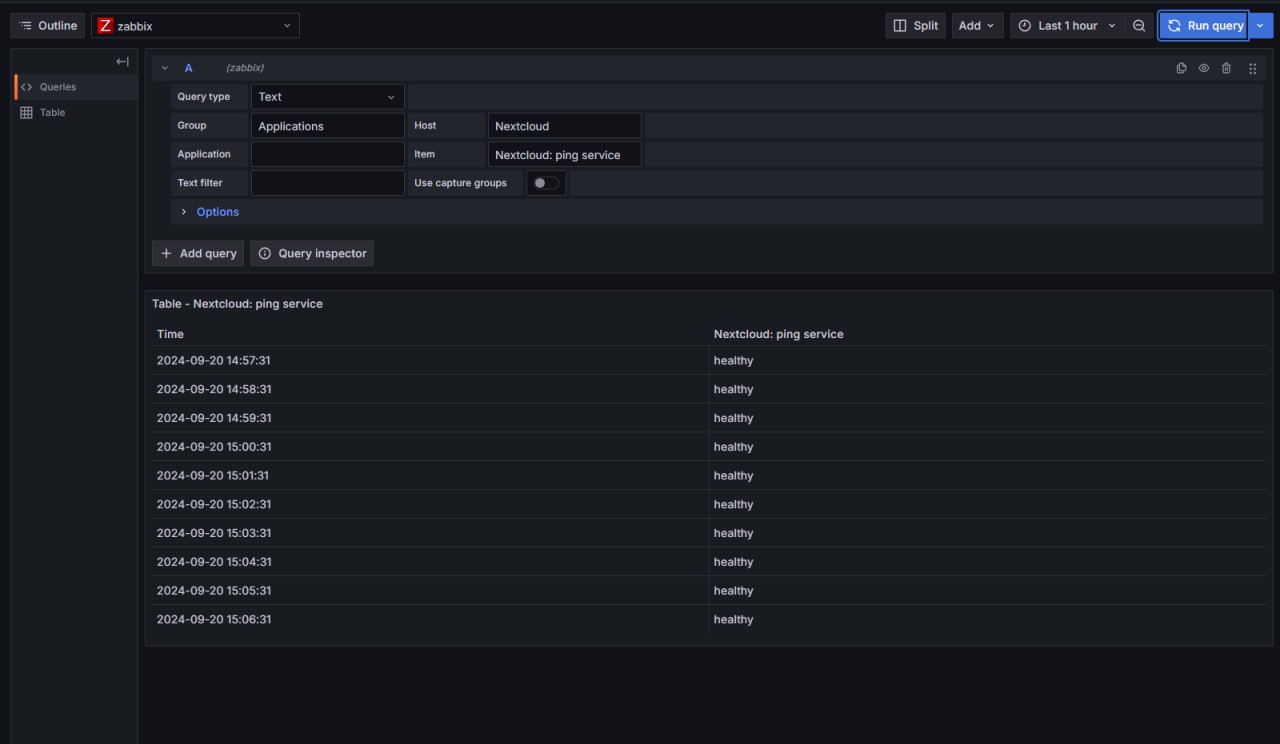 Outline zabbix Split Add Last 1 hour Run query
A (zabbix)
Queries
Query type Text
Table
Group Applications Host Nextcloud
Application Item Nextcloud: ping service
Text filter Use capture groups
Options
Add query Query inspector
Table - Nextcloud: ping service
Time Nextcloud: ping service
2024-09-20 14:57:31 healthy
2024-09-20 14:58:31 healthy
2024-09-20 14:59:31 healthy
2024-09-20 15:00:31 healthy
2024-09-20 15:01:31 healthy
2024-09-20 15:02:31 healthy
2024-09-20 15:03:31 healthy
2024-09-20 15:04:31 healthy
2024-09-20 15:05:31 healthy
2024-09-20 15:06:31 healthy